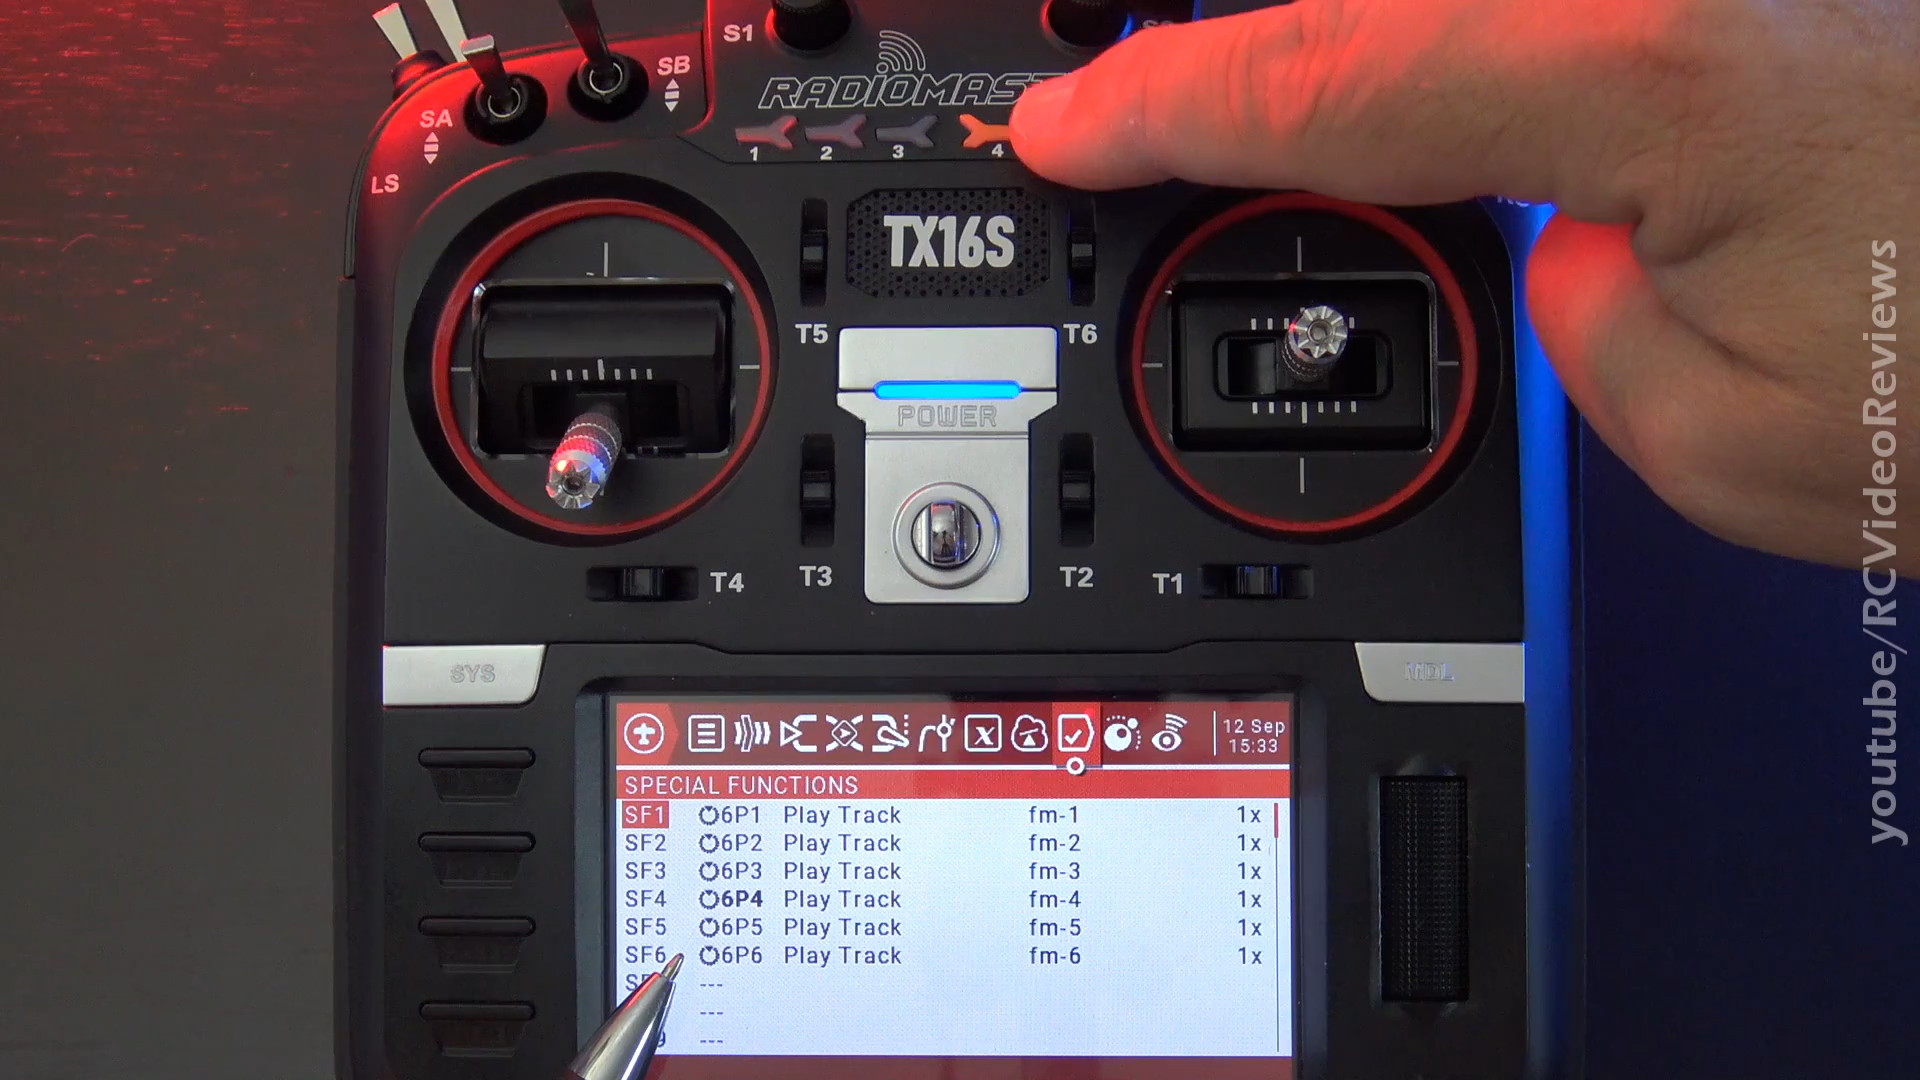 S1
SB
SA
LS
RADIOMAS
1 2 3 4
TX16S
T5 T6
POWER
T4 T3 T2 T1
SYS MDL
12 Sep
15:33
SPECIAL FUNCTIONS
SF1 6P1 Play Track fm-1 1x
SF2 6P2 Play Track fm-2 1x
SF3 6P3 Play Track fm-3 1x
SF4 6P4 Play Track fm-4 1x
SF5 6P5 Play Track fm-5 1x
SF6 6P6 Play Track fm-6 1x
---
---
---
youtube/RCVideoReviews